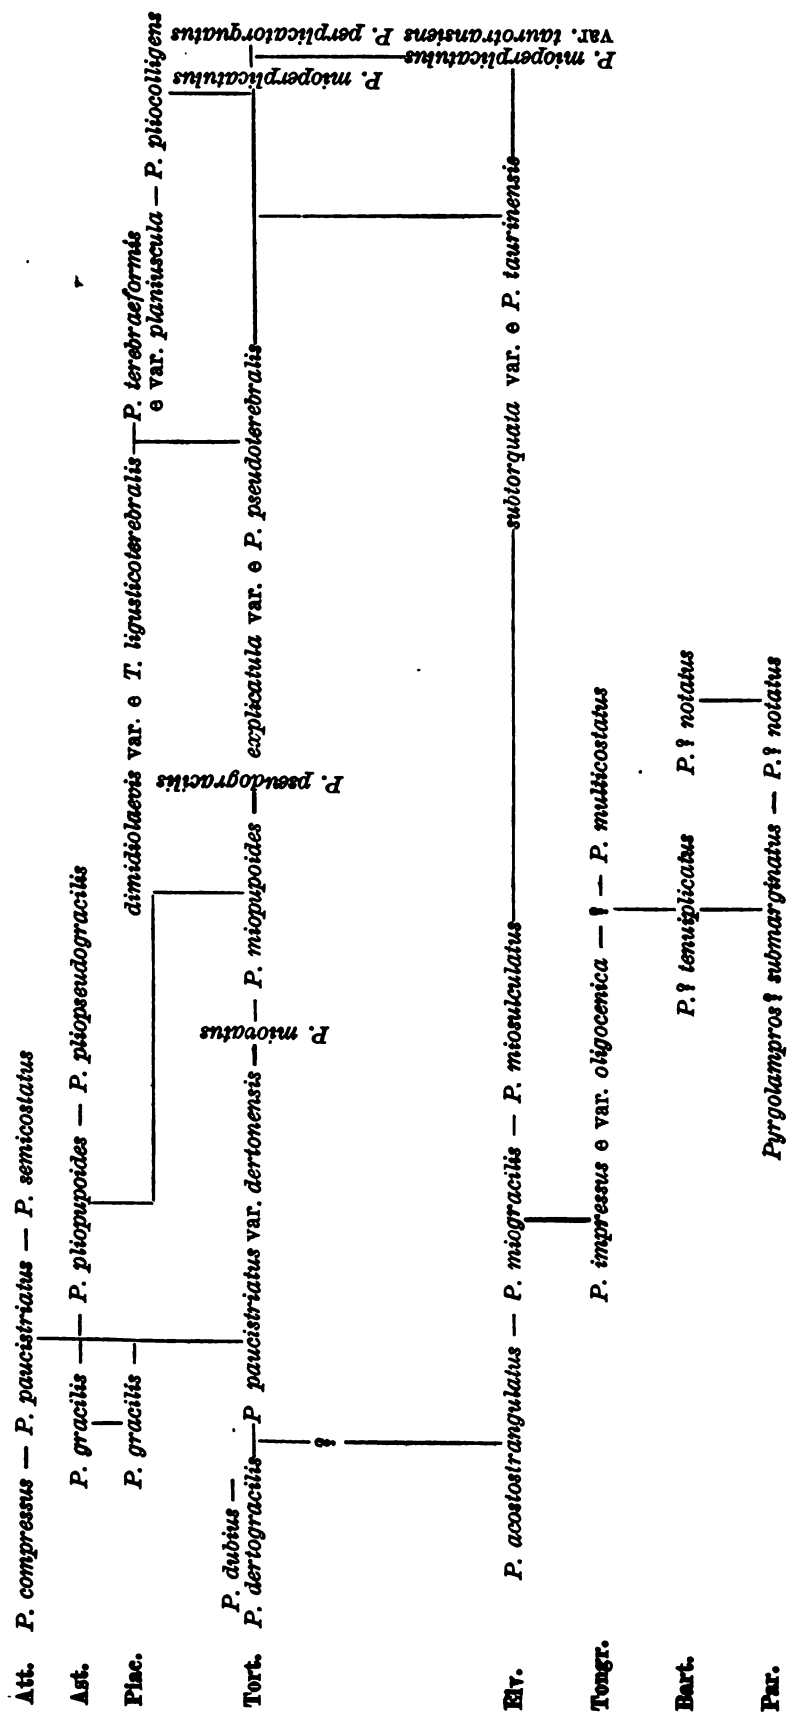 Att. P. compressus — P. paucistriatus — P. semicostatus
Ast. P. gracilis — P. pliopupoides — P. pliopseudogracilis
Piac. P. gracilis — dimidiolaevis var. e T. ligusticoterebralis — P. terebraeformis
e var. planiuscula — P. pliocolligens
P. dubius —
Tort. P. dertogracilis — P paucistriatus var. dertonensis — — P. miopupoides — explicatula var. e P. pseudoterebralis
P. miovatus
P. pseudogracilis
P. mioperplicatulus
P. perplicatorquatus
var. taurotransiens
?
Elv. P. acostostrangulatus — P. miogracilis — P. miosulculatus — subtorquata var. e P. taurinensis
P. mioperplicatulus
Tongr. P. impressus e var. oligocenica — ? — P. multicostatus
Bart. P.? tenuiplicatus P.? notatus
Par. Pyrgolampros? submarginatus — P.? notatus